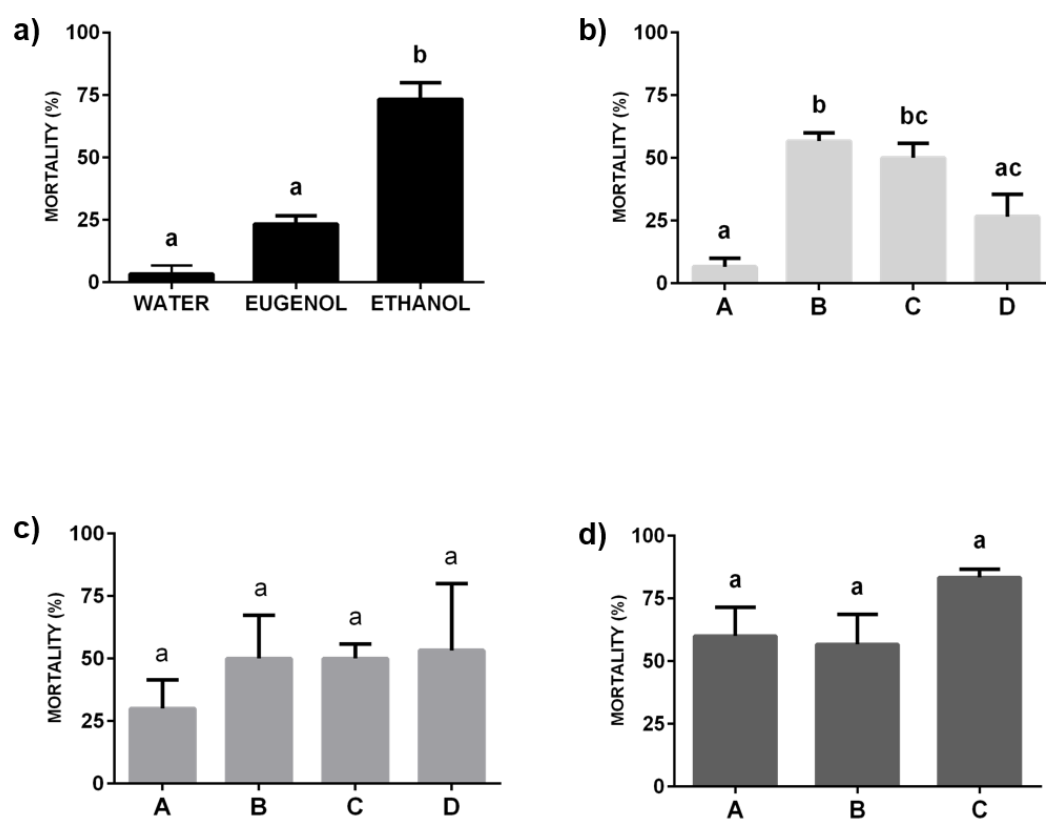 a)
MORTALITY (%)
100
75
50
25
0
a
a
b
WATER EUGENOL ETHANOL
b)
MORTALITY (%)
100
75
50
25
0
a
b
bc
ac
A B C D
c)
MORTALITY (%)
100
75
50
25
0
a
a
a
a
A B C D
d)
MORTALITY (%)
100
75
50
25
0
a
a
a
A B C